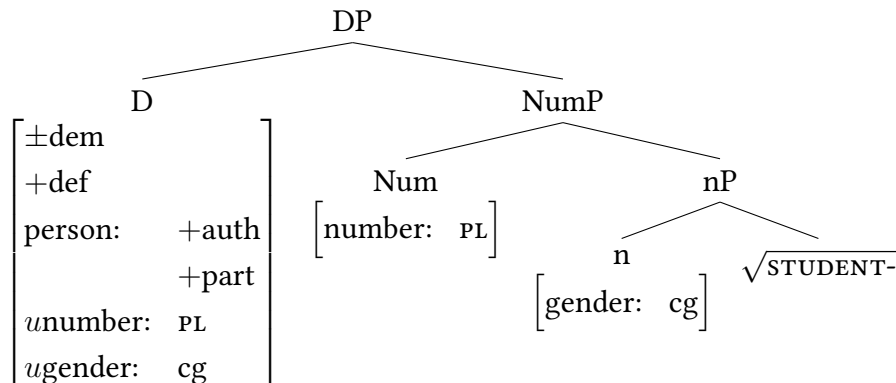 DP
D NumP
±dem
+def Num nP
person: +auth [number: PL]
+part n √STUDENT-
unumber: PL [gender: cg]
ugender: cg